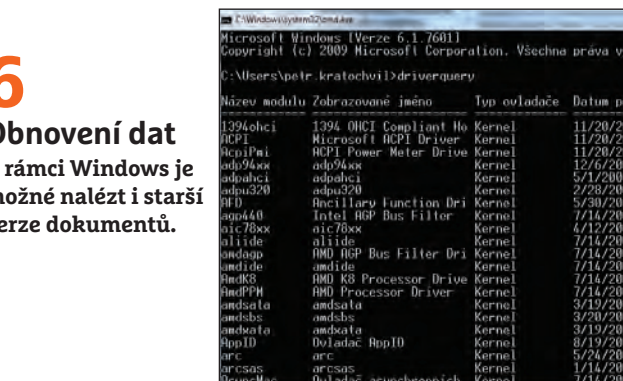 6
Obnovení dat
rámci Windows je
možné nalézt i starší
verze dokumentů.
C:\Windows\system32\cmd.exe
Microsoft Windows [Verze 6.1.7601]
Copyright (c) 2009 Microsoft Corporation. Všechna práva v
C:\Users\petr.kratochvil>driverquery
Název modulu Zobrazované jméno Typ ovladače Datum p
1394ohci 1394 OHCI Compliant Ho Kernel 11/20/2
ACPI Microsoft ACPI Driver Kernel 11/20/2
AcpiPmi ACPI Power Meter Drive Kernel 11/20/2
adp94xx adp94xx Kernel 12/6/20
adpahci adpahci Kernel 5/1/200
adpu320 adpu320 Kernel 2/28/20
AFD Ancillary Function Dri Kernel 5/30/20
agp440 Intel AGP Bus Filter Kernel 7/14/20
aic78xx aic78xx Kernel 4/12/20
aliide aliide Kernel 7/14/20
amdagp AMD AGP Bus Filter Dri Kernel 7/14/20
amdide amdide Kernel 7/14/20
AmdK8 AMD K8 Processor Drive Kernel 7/14/20
AmdPPM AMD Processor Driver Kernel 7/14/20
amdsata amdsata Kernel 3/19/20
amdsbs amdsbs Kernel 3/20/20
amdxata amdxata Kernel 3/19/20
AppID Ovladač AppID Kernel 8/19/20
arc arc Kernel 5/24/20
arcsas arcsas Kernel 1/14/20
AsyncMac Ovladač asynchronních Kernel 7/14/20